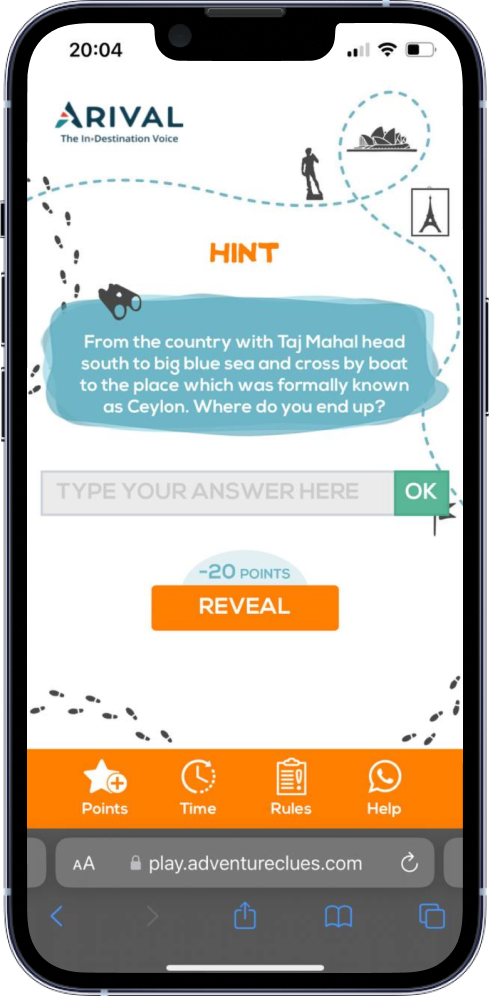 20:04
ARIVAL
The In-Destination Voice
HINT
From the country with Taj Mahal head
south to big blue sea and cross by boat
to the place which was formally known
as Ceylon. Where do you end up?
TYPE YOUR ANSWER HERE
OK
-20 POINTS
REVEAL
Points Time Rules Help
AA play.adventureclues.com